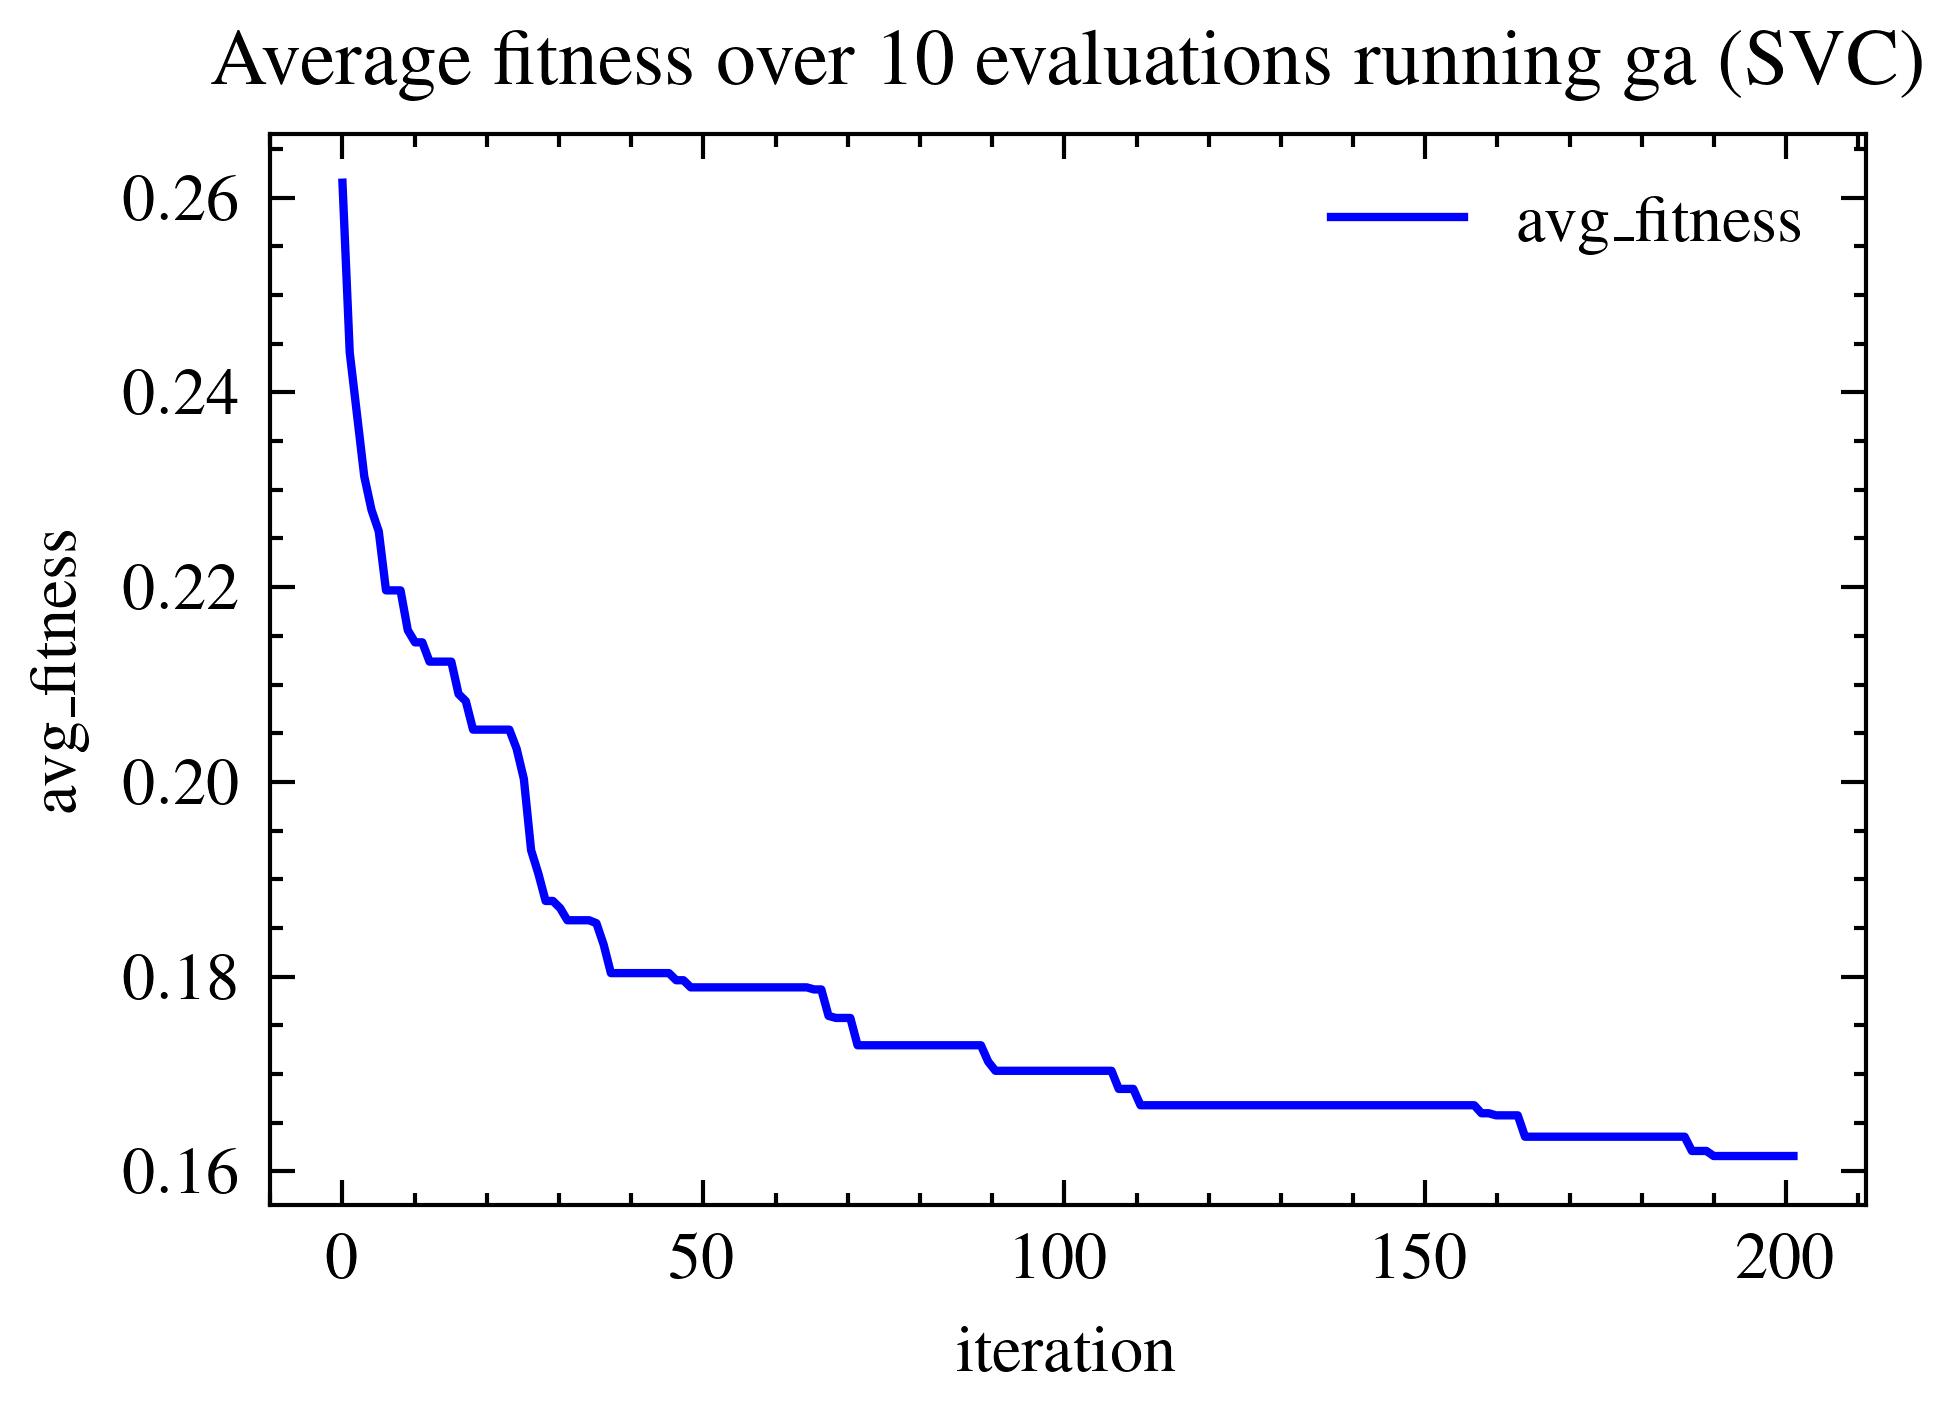 Average fitness over 10 evaluations running ga (SVC)
avg_fitness
0.26
0.24
0.22
0.20
0.18
0.16
avg_fitness
0 50 100 150 200
iteration